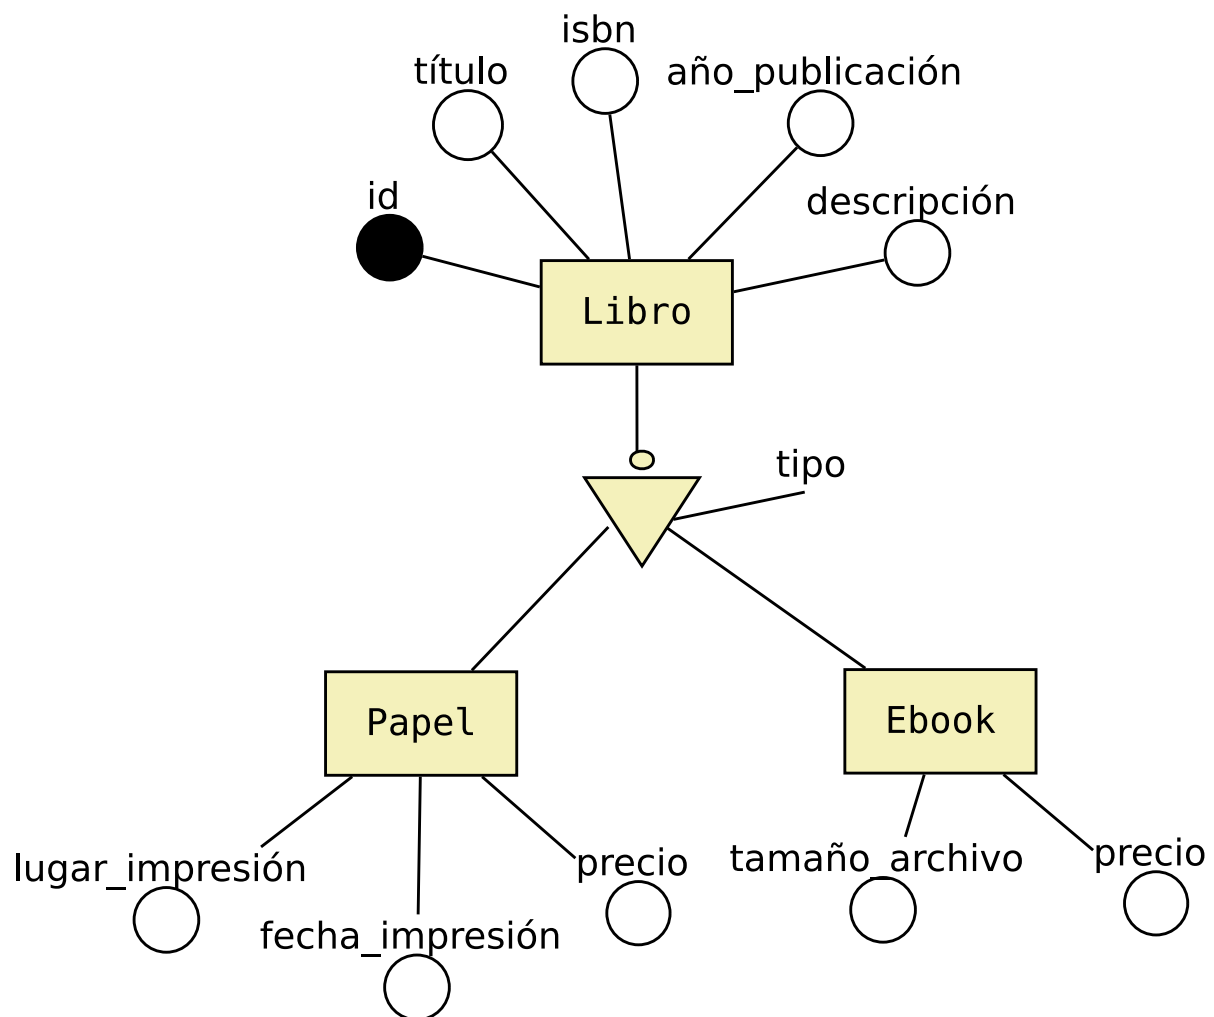 isbn
título
año_publicación
id
descripción
Libro
tipo
Papel
Ebook
lugar_impresión
fecha_impresión
precio
tamaño_archivo
precio